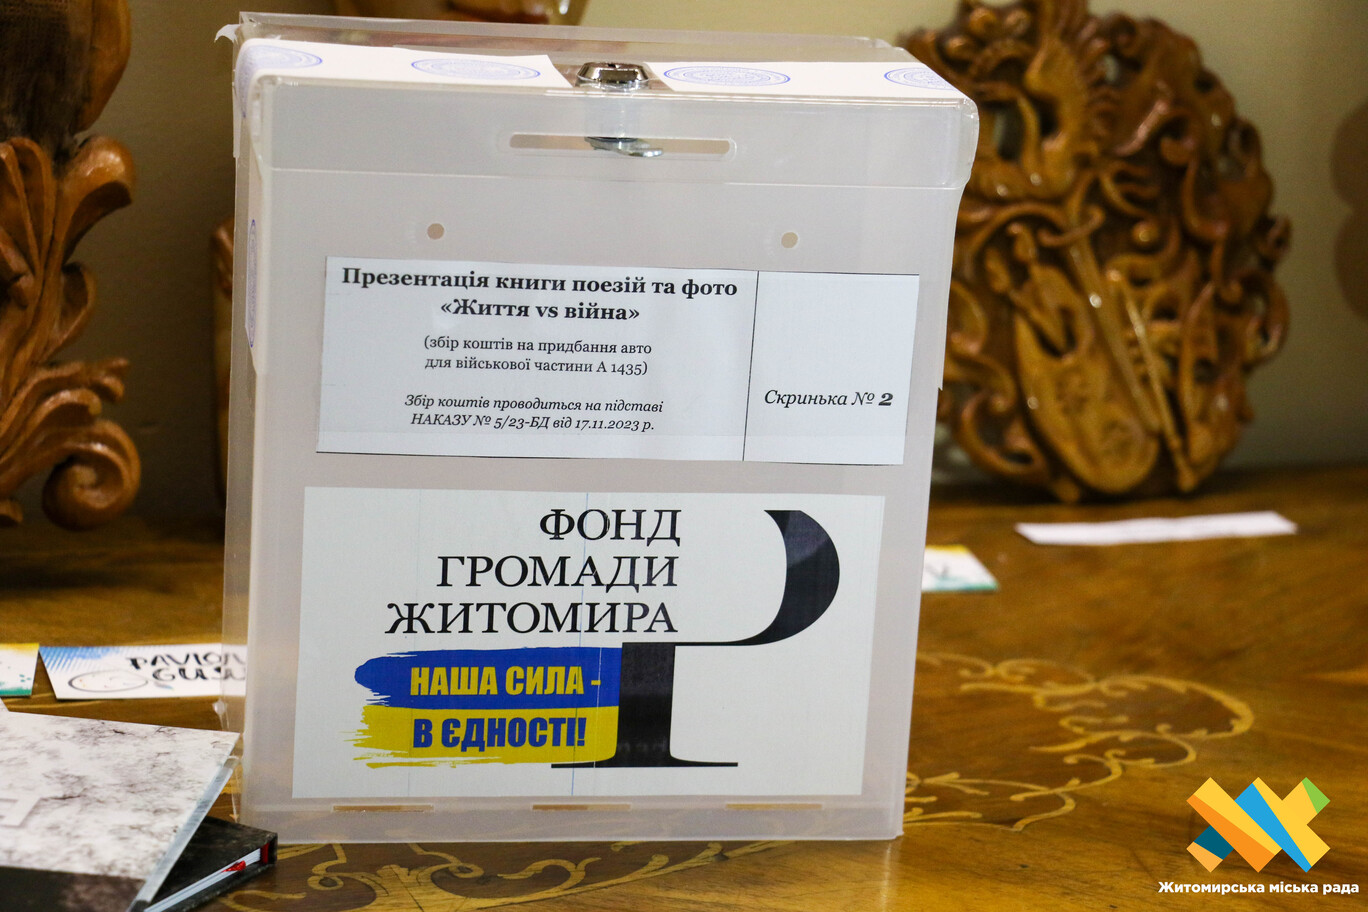 Презентація книги поезій та фото
«Життя vs війна»
(збір коштів на придбання авто
для військової частини А 1435)
Збір коштів проводиться на підставі
НАКАЗУ № 5/23-БД від 17.11.2023 р.
Скринька № 2
ФОНД
ГРОМАДИ
ЖИТОМИРА
НАША СИЛА -
В ЄДНОСТІ!
Житомирська міська рада